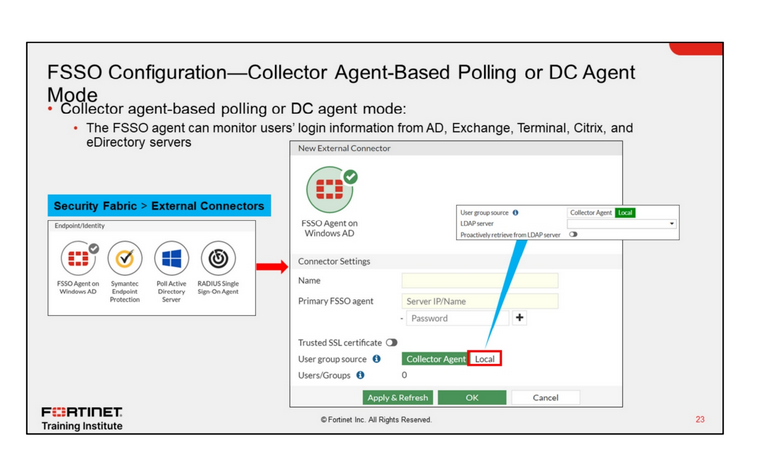 FSSO Configuration—Collector Agent-Based Polling or DC Agent
Mode
• Collector agent-based polling or DC agent mode:
• The FSSO agent can monitor users' login information from AD, Exchange, Terminal, Citrix, and
eDirectory servers
Security Fabric > External Connectors
Endpoint/Identity
FSSO Agent on
Windows AD
Symantec
Endpoint
Protection
Poll Active
Directory
Server
RADIUS Single
Sign-On Agent
New External Connector
FSSO Agent on
Windows AD
User group source Collector Agent Local
LDAP server
Proactively retrieve from LDAP server
Connector Settings
Name
Primary FSSO agent Server IP/Name
- Password +
Trusted SSL certificate
User group source Collector Agent Local
Users/Groups 0
Apply & Refresh OK Cancel
FORTINET
Training Institute
© Fortinet Inc. All Rights Reserved.
23